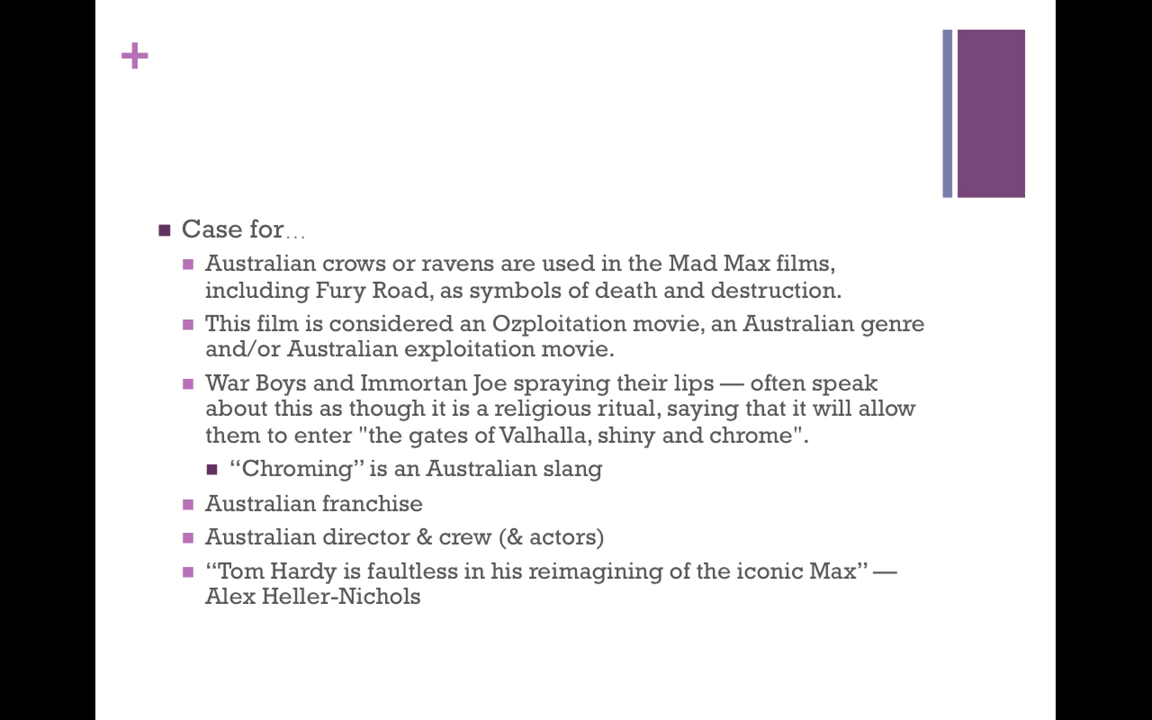 +
Case for...
Australian crows or ravens are used in the Mad Max films,
including Fury Road, as symbols of death and destruction.
This film is considered an Ozploitation movie, an Australian genre
and/or Australian exploitation movie.
War Boys and Immortan Joe spraying their lips — often speak
about this as though it is a religious ritual, saying that it will allow
them to enter "the gates of Valhalla, shiny and chrome".
“Chroming” is an Australian slang
Australian franchise
Australian director & crew (& actors)
“Tom Hardy is faultless in his reimagining of the iconic Max” —
Alex Heller-Nichols